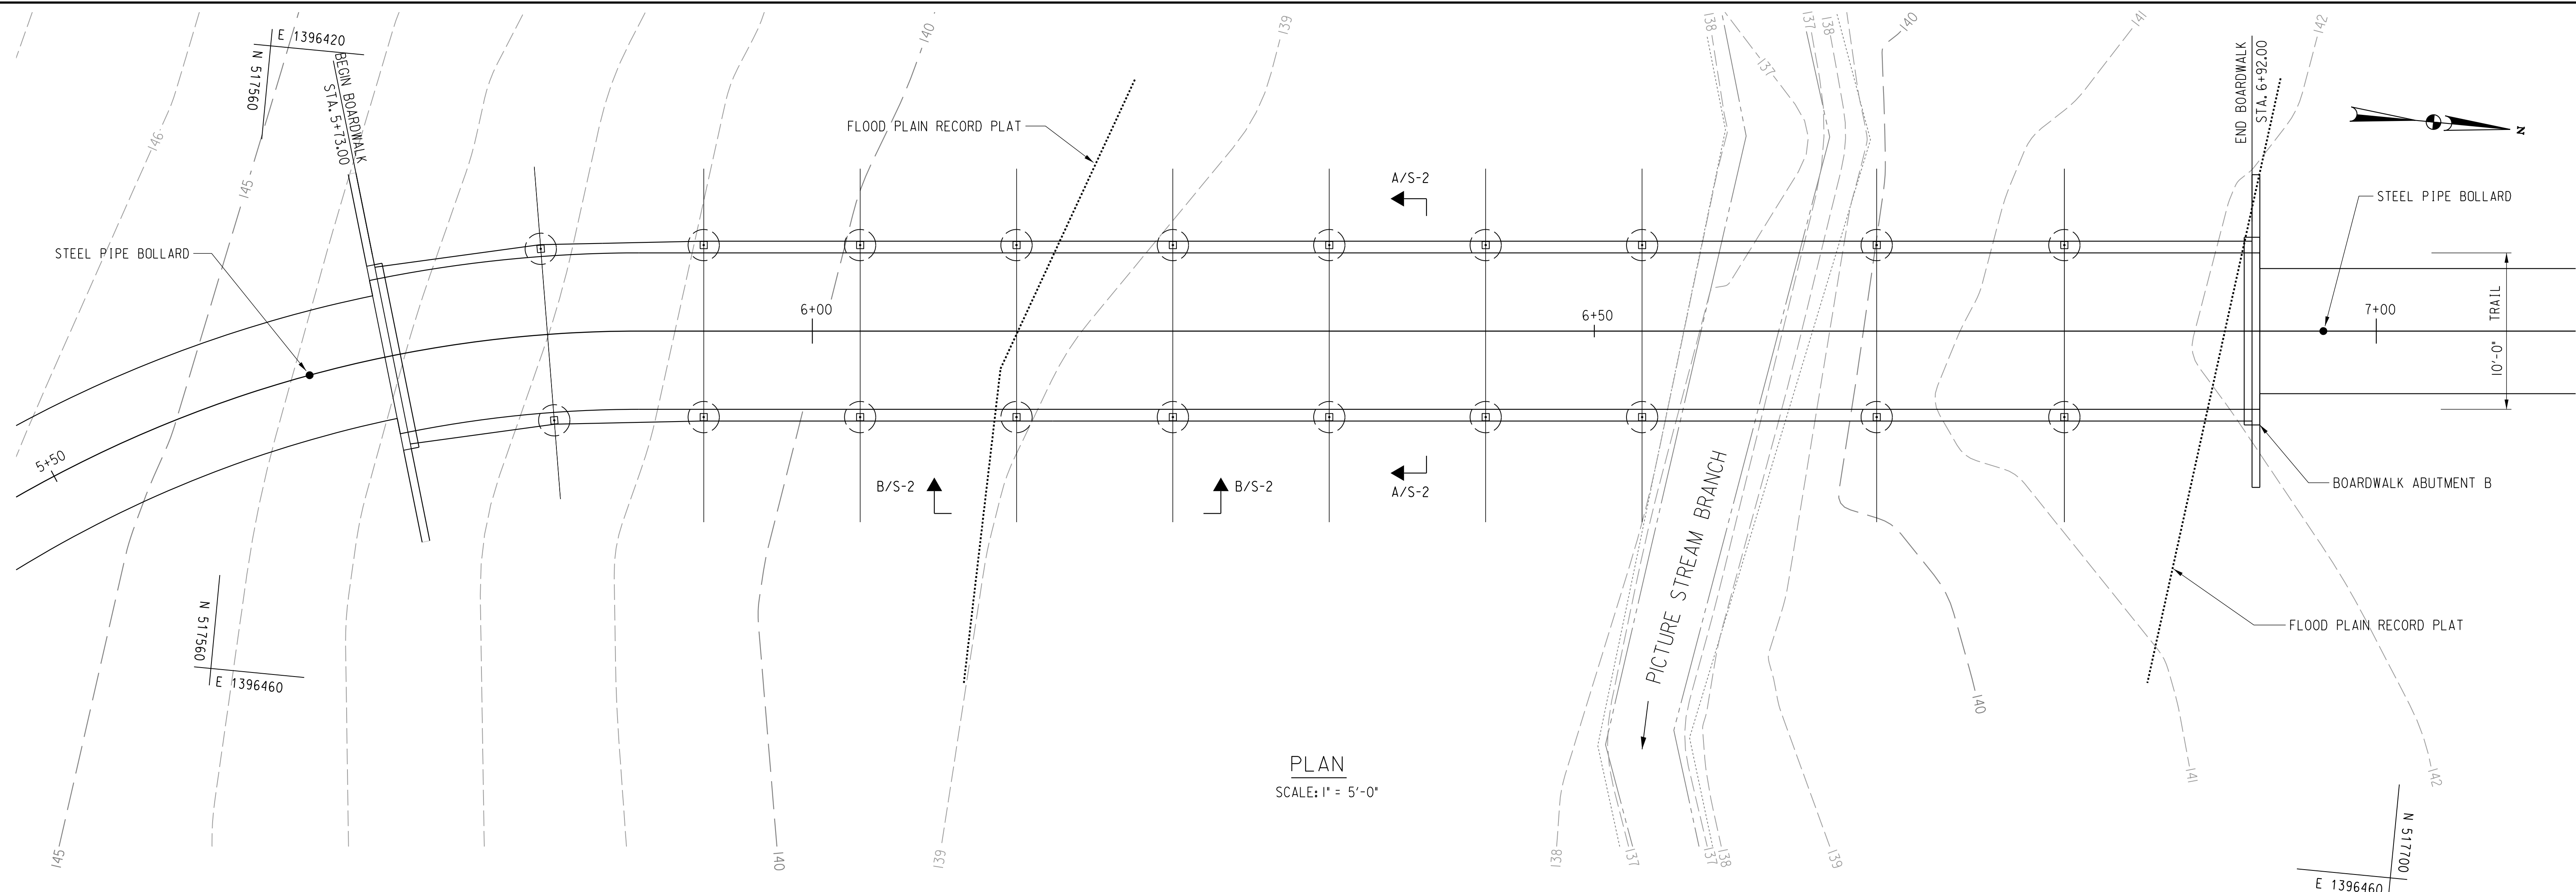 138
137
138
140
141
142
140
139
E 1396420
N 517560
BEGIN BOARDWALK
STA. 5+73.00
END BOARDWALK
STA. 6+92.00
137
N
FLOOD PLAIN RECORD PLAT
146
145
A/S-2
STEEL PIPE BOLLARD
STEEL PIPE BOLLARD
6+00
6+50
7+00
10'-0" TRAIL
5+50
B/S-2
B/S-2
A/S-2
BOARDWALK ABUTMENT B
PICTURE STREAM BRANCH
FLOOD PLAIN RECORD PLAT
N 517560
E 1396460
140
PLAN
SCALE: 1" = 5'-0"
141
142
145
140
139
138
137
137
138
139
N 517700
E 1396460